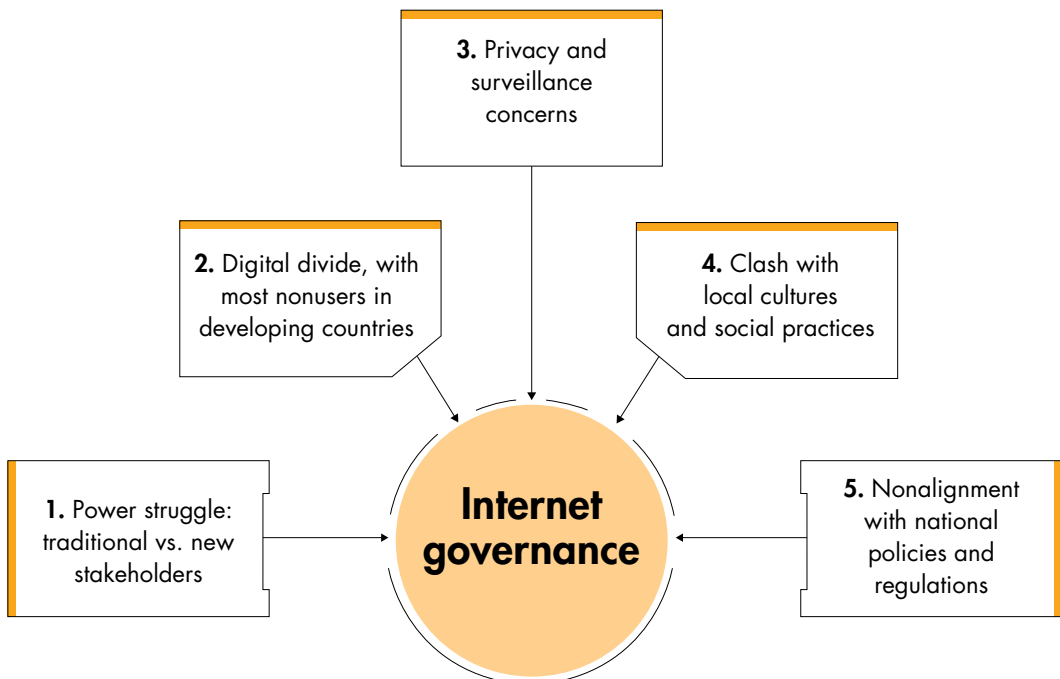 3. Privacy and
surveillance
concerns
2. Digital divide, with
most nonusers in
developing countries
4. Clash with
local cultures
and social practices
1. Power struggle:
traditional vs. new
stakeholders
Internet
governance
5. Nonalignment
with national
policies and
regulations